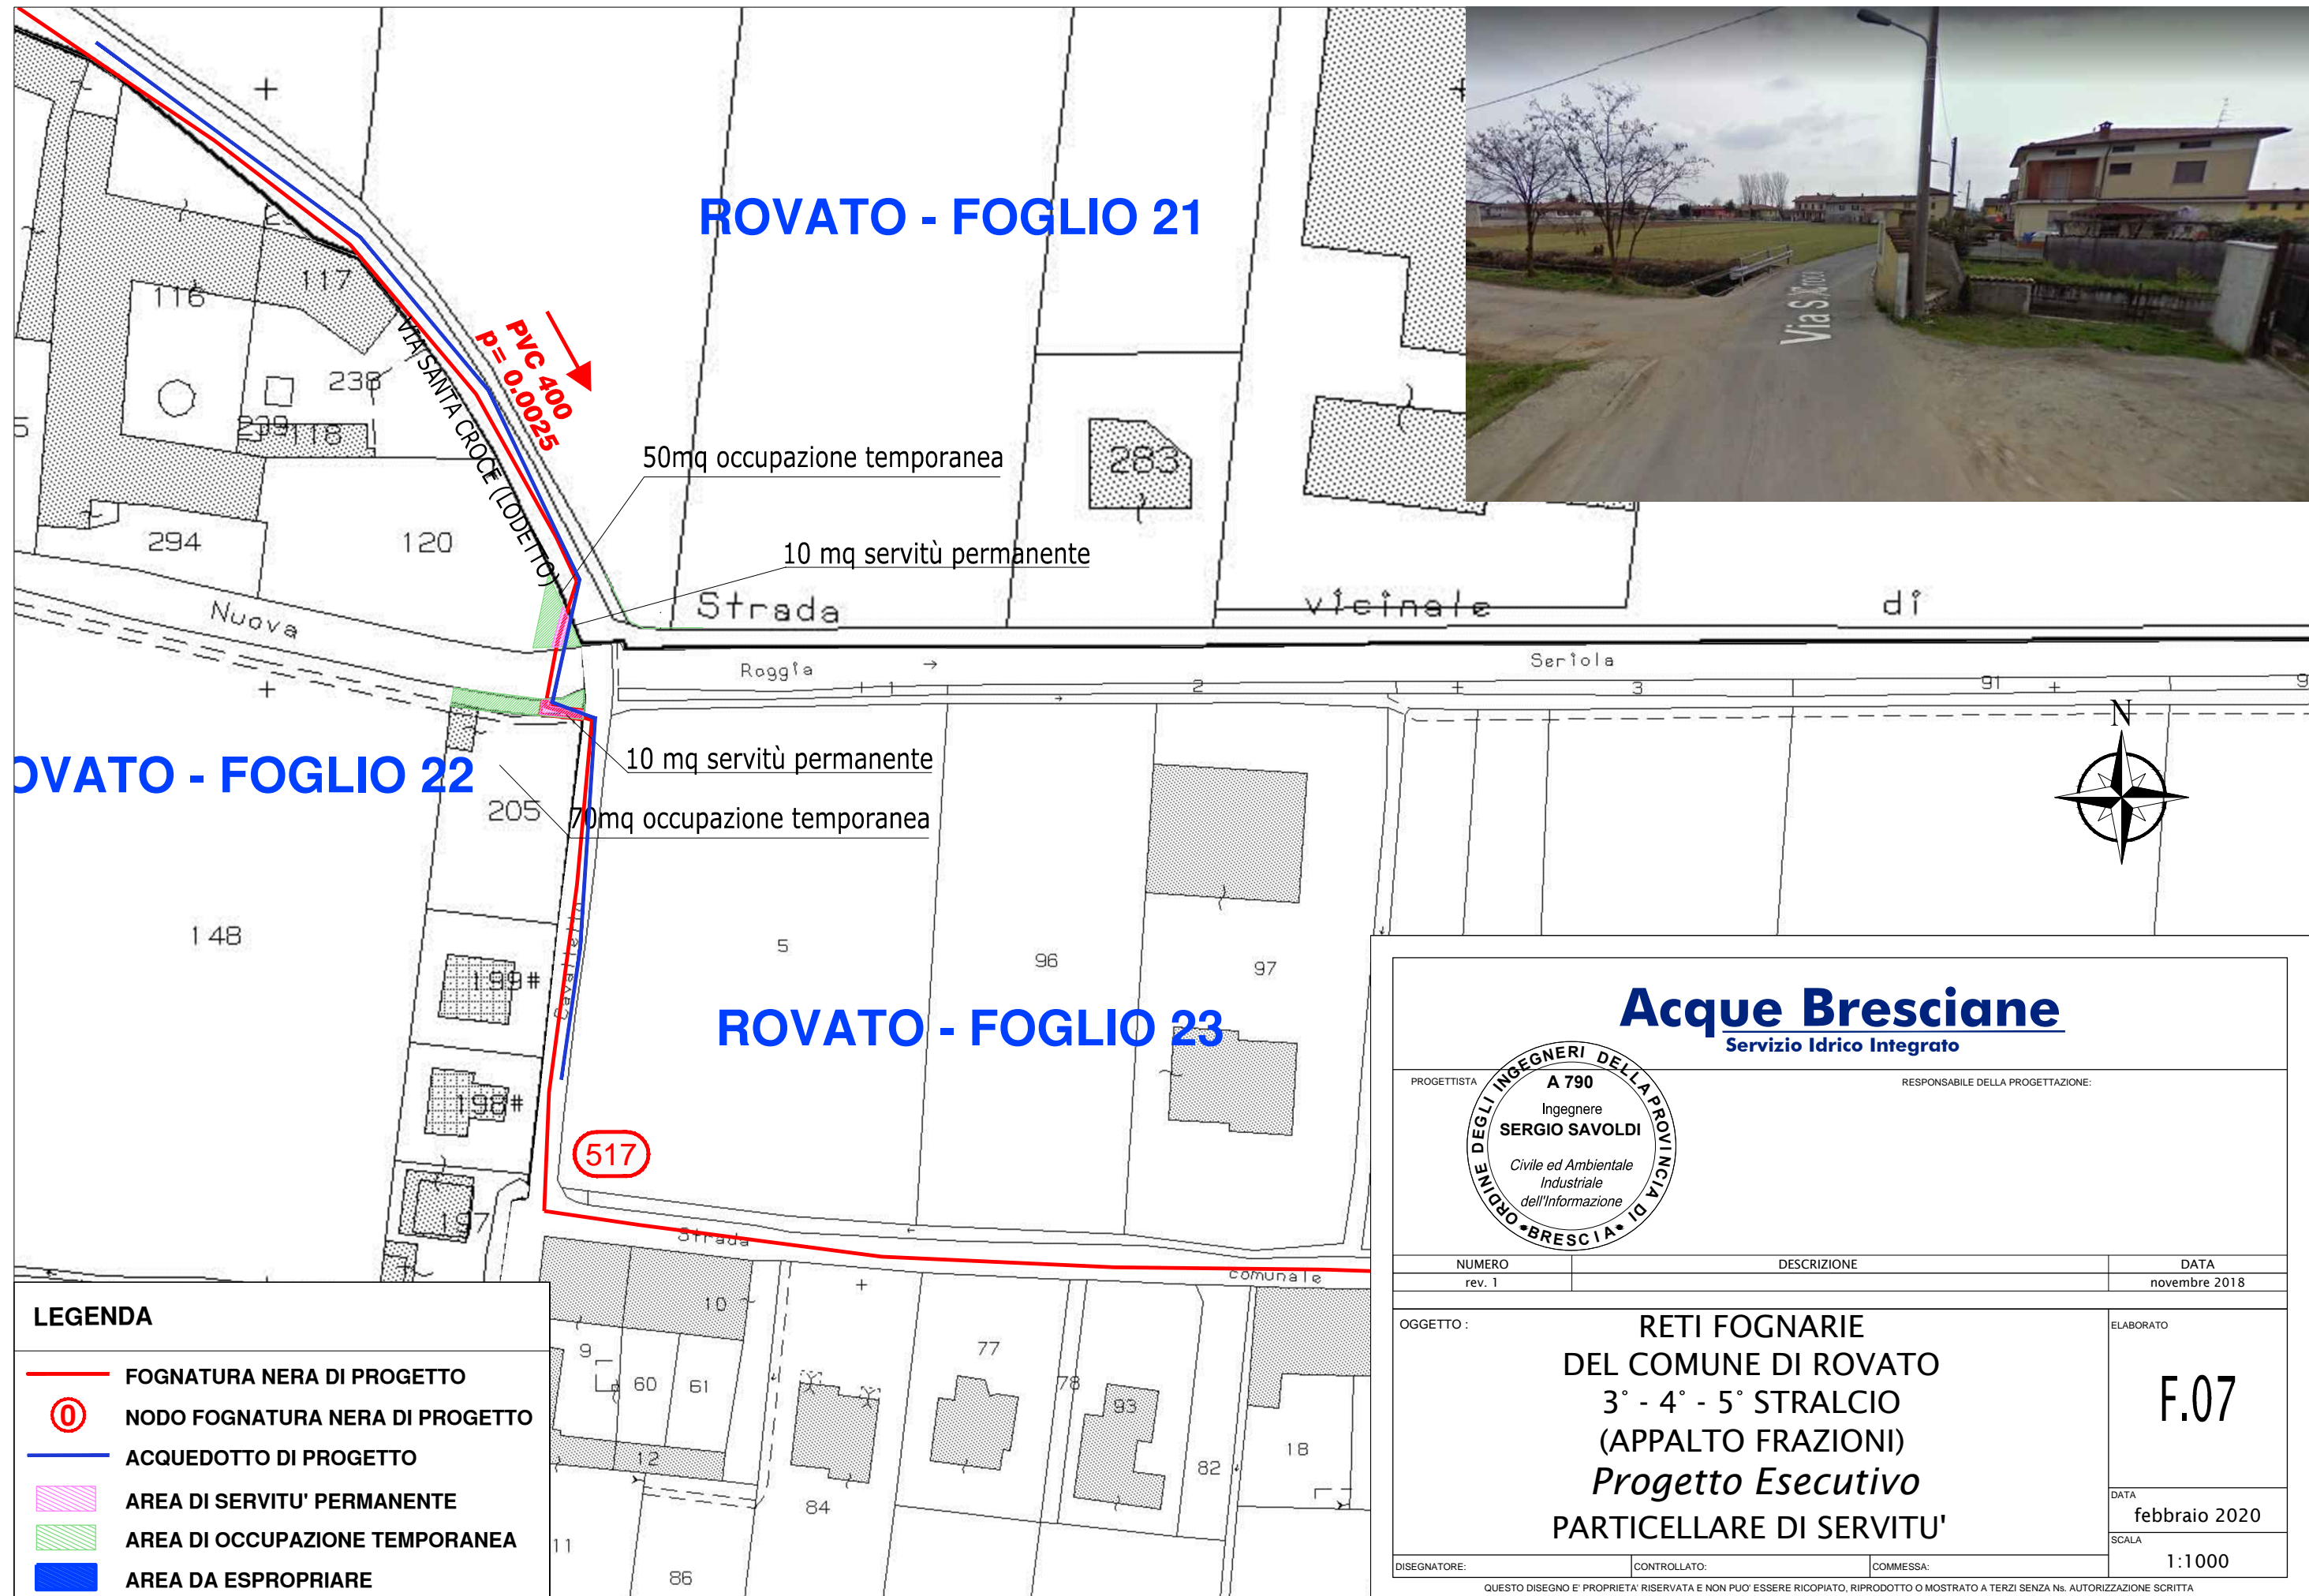 ROVATO - FOGLIO 21
Via S. Croce
116
117
238
239
118
VIA SANTA CROCE (LODETTO)
PVC 400
p= 0.0025
50mq occupazione temporanea
283
294
120
10 mq servitù permanente
Nuova
Strada
vicinale
di
Roggia
Seriola
1
2
3
91
N
10 mq servitù permanente
OVATO - FOGLIO 22
205
70mq occupazione temporanea
148
199#
198#
197
5
96
97
ROVATO - FOGLIO 23
517
Strada
comunale
10
9
60
61
12
11
77
78
93
82
18
84
86
LEGENDA
FOGNATURA NERA DI PROGETTO
0
NODO FOGNATURA NERA DI PROGETTO
ACQUEDOTTO DI PROGETTO
AREA DI SERVITU' PERMANENTE
AREA DI OCCUPAZIONE TEMPORANEA
AREA DA ESPROPRIARE
Acque Bresciane
Servizio Idrico Integrato
PROGETTISTA
RESPONSABILE DELLA PROGETTAZIONE:
ORDINE DEGLI INGEGNERI DELLA PROVINCIA DI
BRESCIA
A 790
Ingegnere
SERGIO SAVOLDI
Civile ed Ambientale
Industriale
dell'Informazione
NUMERO DESCRIZIONE DATA
rev. 1 novembre 2018
OGGETTO :
RETI FOGNARIE
DEL COMUNE DI ROVATO
3° - 4° - 5° STRALCIO
(APPALTO FRAZIONI)
Progetto Esecutivo
PARTICELLARE DI SERVITU'
ELABORATO
F.07
DATA
febbraio 2020
SCALA
1:1000
DISEGNATORE: CONTROLLATO: COMMESSA:
QUESTO DISEGNO E' PROPRIETA' RISERVATA E NON PUO' ESSERE RICOPIATO, RIPRODOTTO O MOSTRATO A TERZI SENZA Ns. AUTORIZZAZIONE SCRITTA